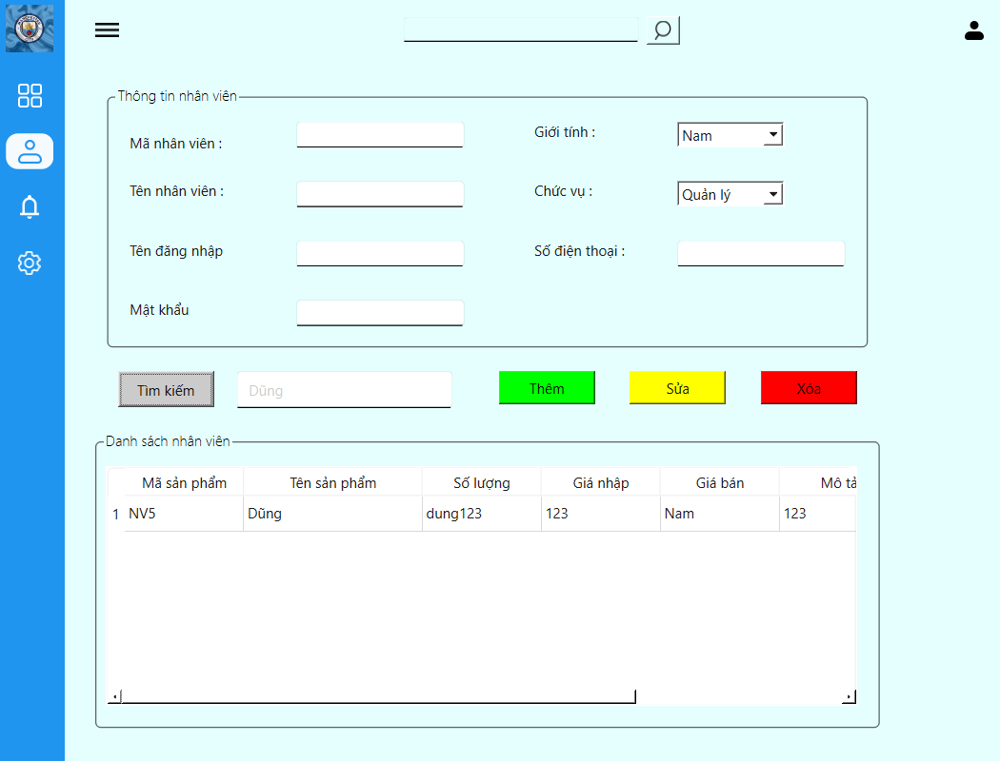 Thông tin nhân viên
Mã nhân viên :
Giới tính :
Nam
Tên nhân viên :
Chức vụ :
Quản lý
Tên đăng nhập
Số điện thoại :
Mật khẩu
Tìm kiếm
Dũng
Thêm
Sửa
Xóa
Danh sách nhân viên
Mã sản phẩm Tên sản phẩm Số lượng Giá nhập Giá bán Mô tả
1 NV5 Dũng dung123 123 Nam 123